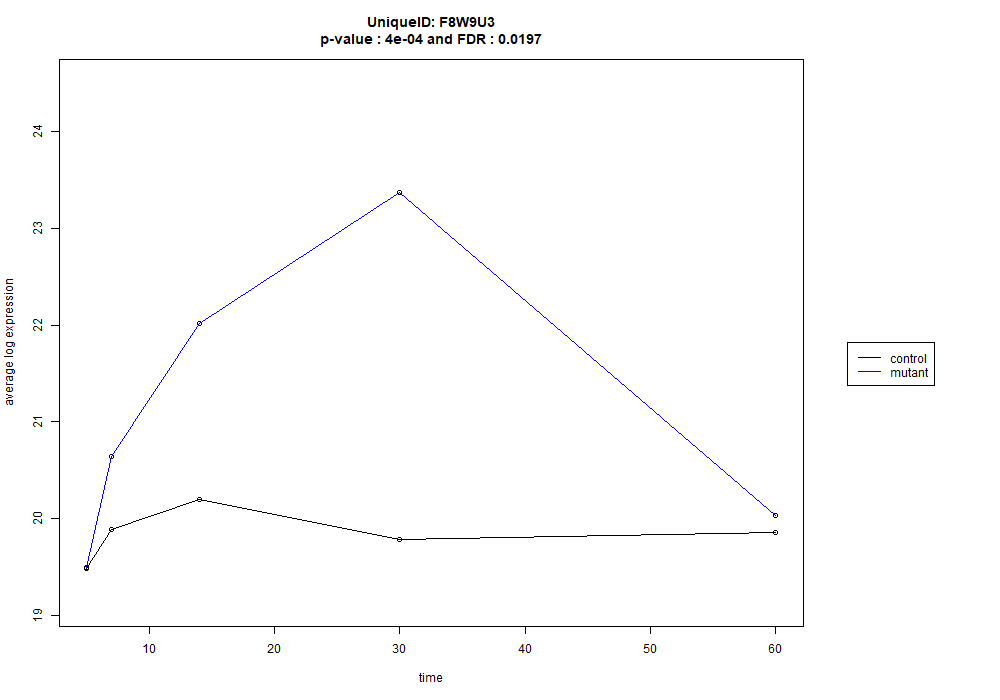 UniqueID: F8W9U3
p-value : 4e-04 and FDR : 0.0197
average log expression
24
23
22
21
20
19
control
mutant
10
20
30
40
50
60
time